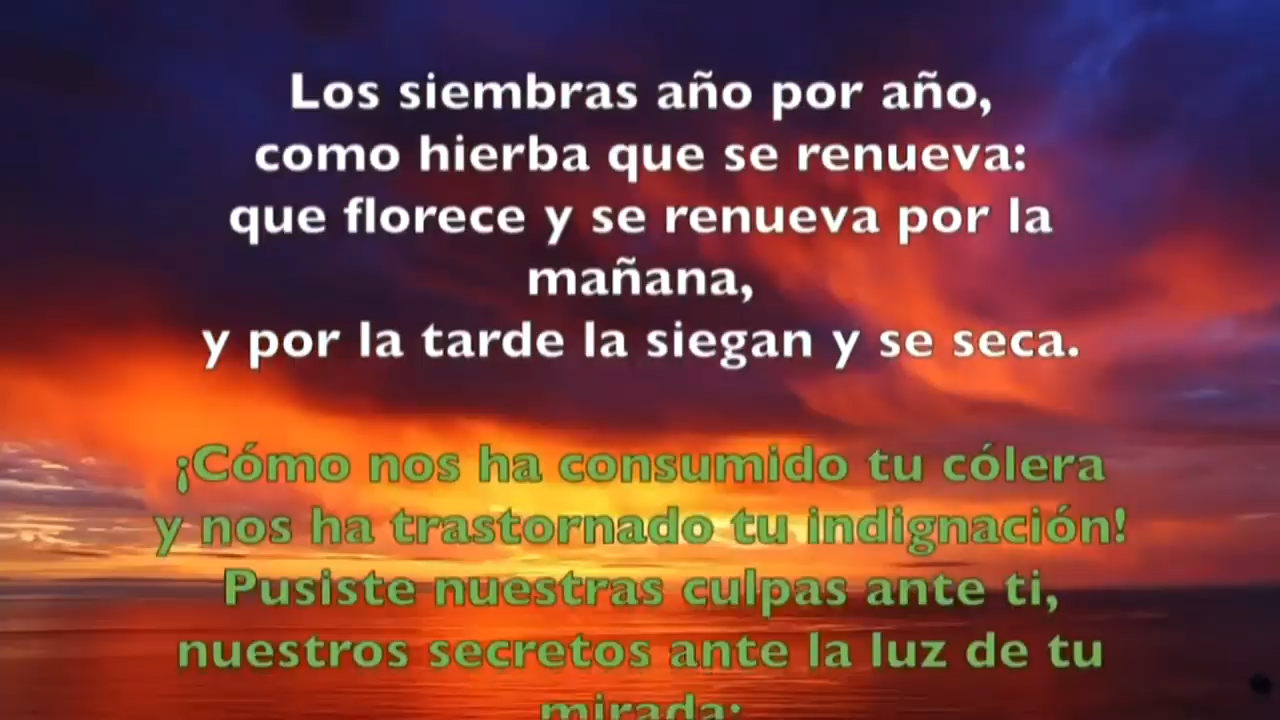 Los siembras año por año,
como hierba que se renueva:
que florece y se renueva por la
mañana,
y por la tarde la siegan y se seca.
¡Cómo nos ha consumido tu cólera
y nos ha trastornado tu indignación!
Pusiste nuestras culpas ante ti,
nuestros secretos ante la luz de tu
mirada: